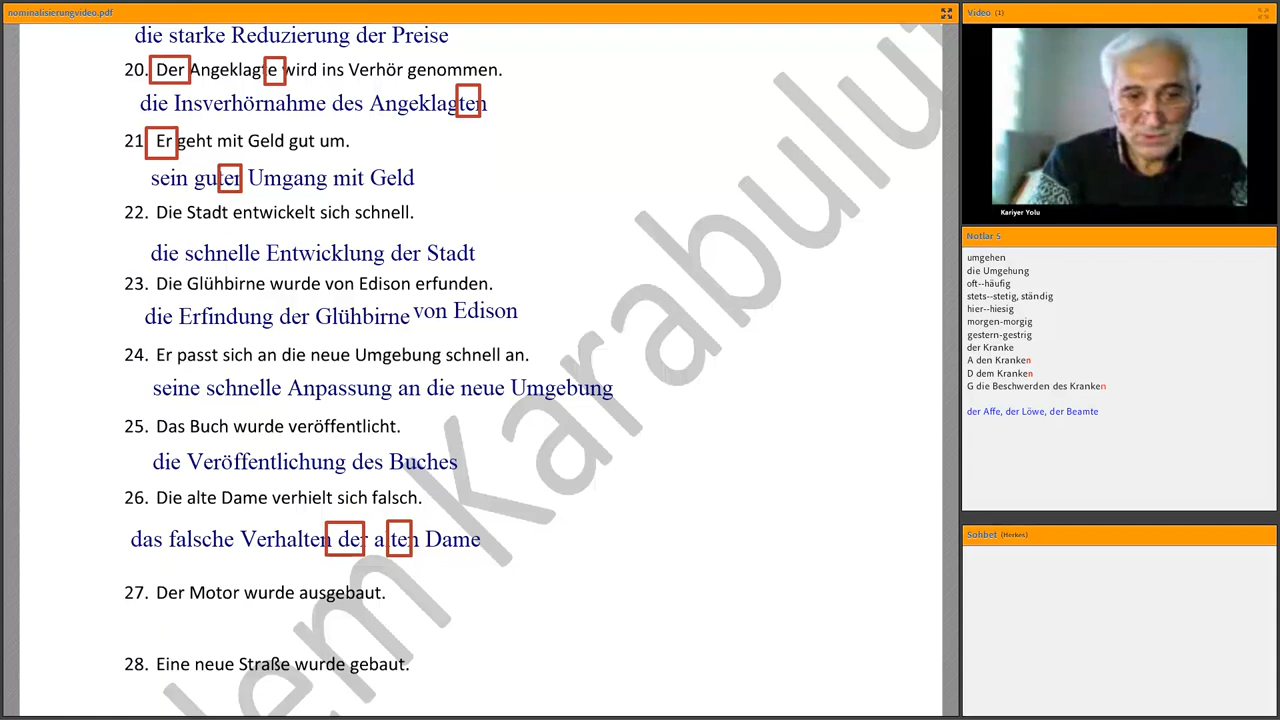 nominalisierungvideo.pdf
die starke Reduzierung der Preise
20. Der Angeklagte wird ins Verhör genommen.
die Insverhörnahme des Angeklagten
21. Er geht mit Geld gut um.
sein guter Umgang mit Geld
22. Die Stadt entwickelt sich schnell.
die schnelle Entwicklung der Stadt
23. Die Glühbirne wurde von Edison erfunden.
die Erfindung der Glühbirne von Edison
24. Er passt sich an die neue Umgebung schnell an.
seine schnelle Anpassung an die neue Umgebung
25. Das Buch wurde veröffentlicht.
die Veröffentlichung des Buches
26. Die alte Dame verhielt sich falsch.
das falsche Verhalten der alten Dame
27. Der Motor wurde ausgebaut.
28. Eine neue Straße wurde gebaut.
em Karabulut
Video (1)
Kariyer Yolu
Notlar 5
umgehen
die Umgehung
oft--häufig
stets--stetig, ständig
hier--hiesig
morgen-morgig
gestern-gestrig
der Kranke
A den Kranken
D dem Kranken
G die Beschwerden des Kranken
der Affe, der Löwe, der Beamte
Sohbet (Herkes)